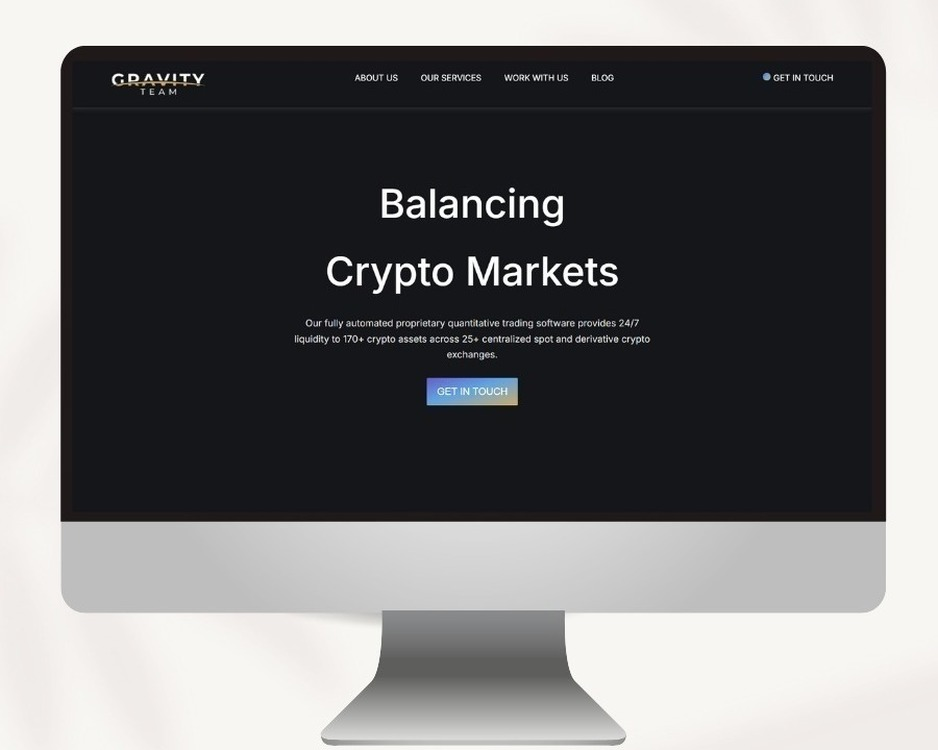 GRAVITY
TEAM
ABOUT US
OUR SERVICES
WORK WITH US
BLOG
GET IN TOUCH
Balancing
Crypto Markets
Our fully automated proprietary quantitative trading software provides 24/7
liquidity to 170+ crypto assets across 25+ centralized spot and derivative crypto
exchanges.
GET IN TOUCH